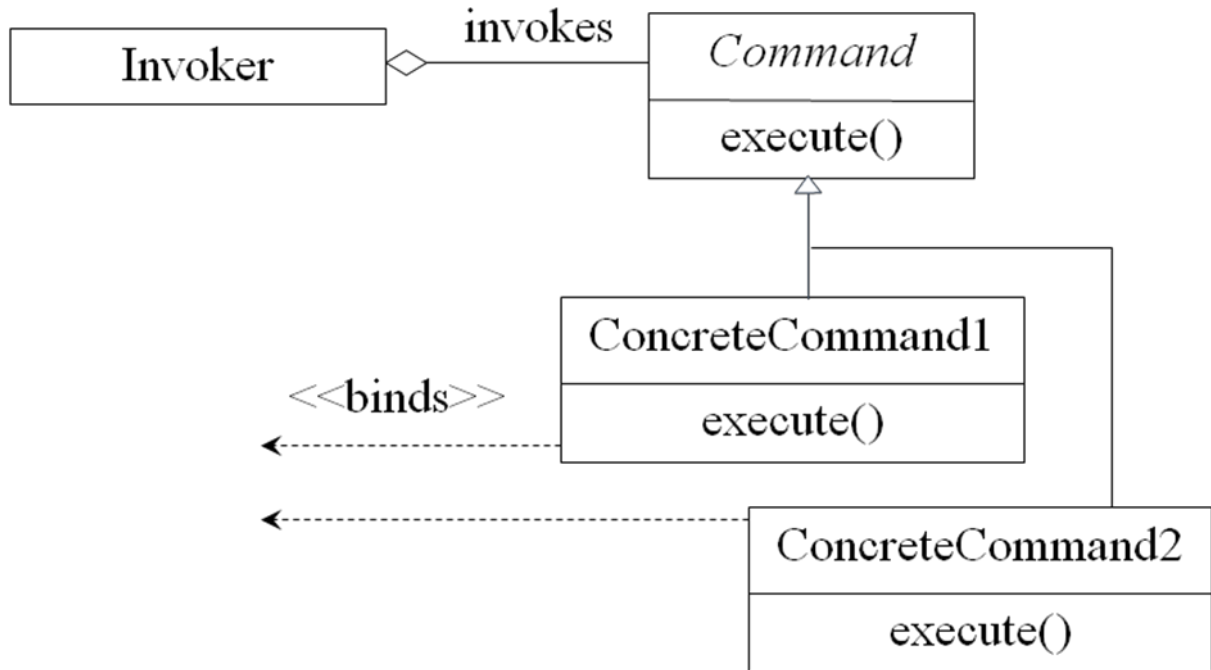 invokes
Invoker
Command
execute()
ConcreteCommand1
<<binds>>
execute()
ConcreteCommand2
execute()